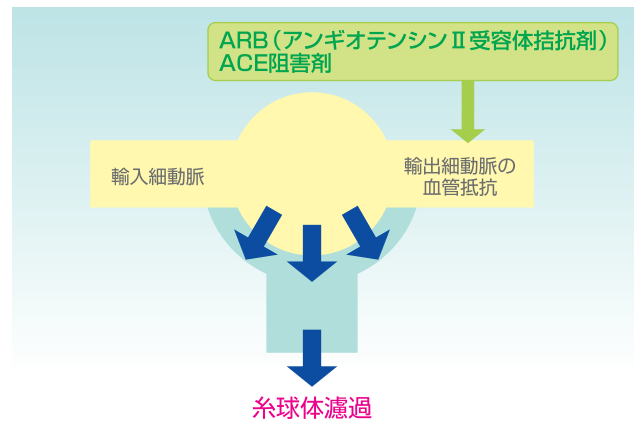 ARB（アンギオテンシンⅡ受容体拮抗剤）
ACE阻害剤
輸入細動脈
輸出細動脈の
血管抵抗
糸球体濾過